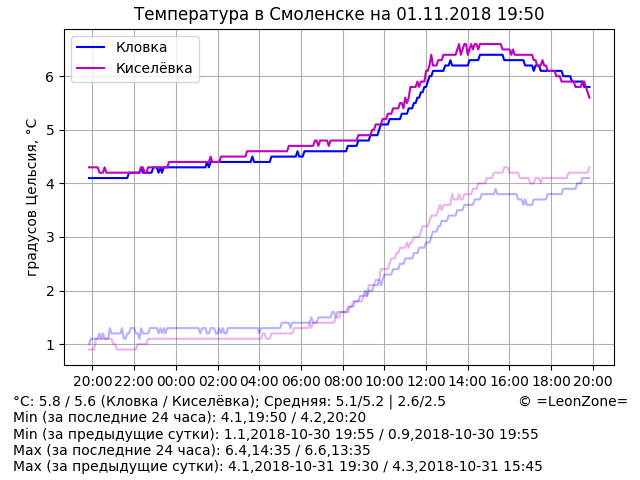 Температура в Смоленске на 01.11.2018 19:50
Кловка
Киселёвка
градусов Цельсия, °C
6
5
4
3
2
1
20:00 22:00 00:00 02:00 04:00 06:00 08:00 10:00 12:00 14:00 16:00 18:00 20:00
°C: 5.8 / 5.6 (Кловка / Киселёвка); Средняя: 5.1/5.2 | 2.6/2.5 © =LeonZone=
Min (за последние 24 часа): 4.1,19:50 / 4.2,20:20
Min (за предыдущие сутки): 1.1,2018-10-30 19:55 / 0.9,2018-10-30 19:55
Max (за последние 24 часа): 6.4,14:35 / 6.6,13:35
Max (за предыдущие сутки): 4.1,2018-10-31 19:30 / 4.3,2018-10-31 15:45